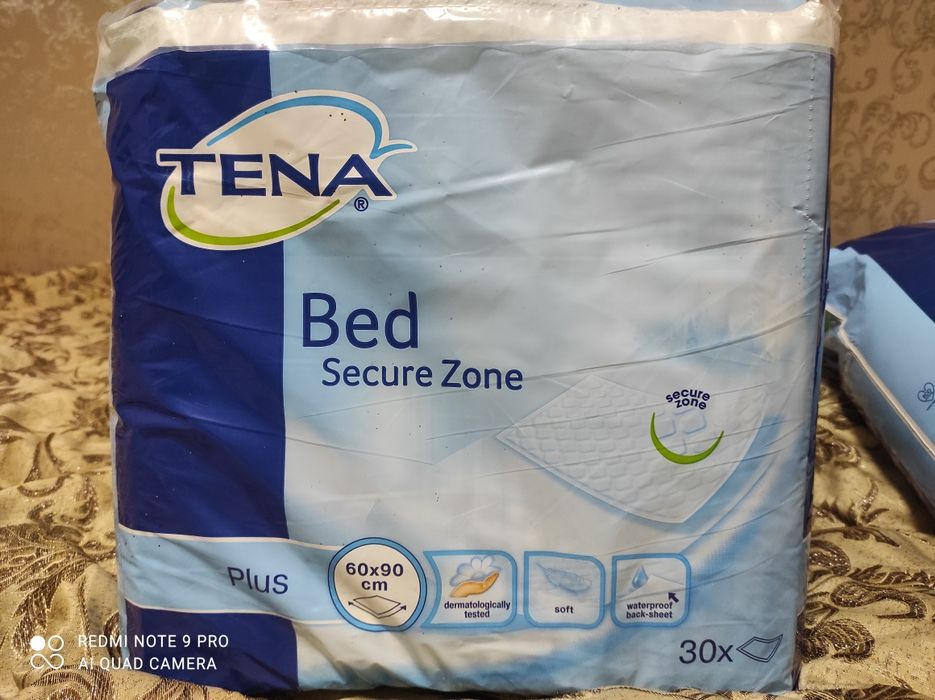 TENA®
Bed
Secure Zone
secure
zone
Plus
60x90
cm
dermatologically
tested
soft
waterproof
back-sheet
30x
REDMI NOTE 9 PRO
AI QUAD CAMERA